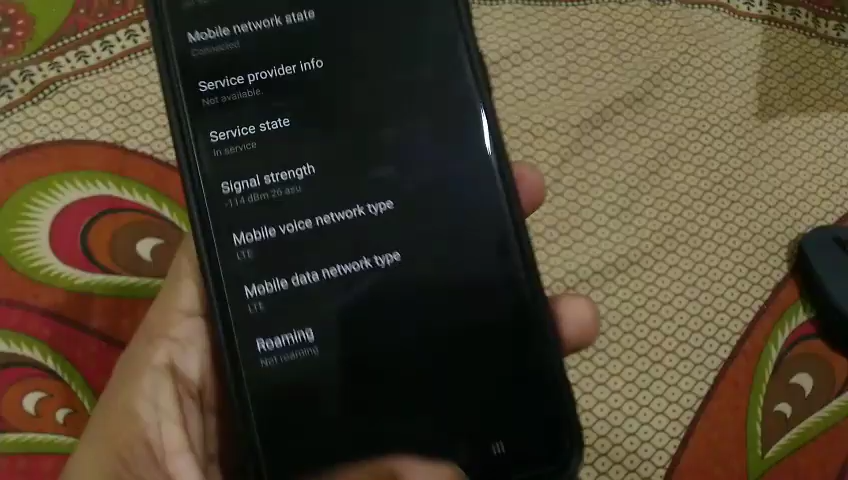 Mobile network state
Connected
Service provider info
Not available.
Service state
In service
Signal strength
-114 dBm 26 asu
Mobile voice network type
LTE
Mobile data network type
LTE
Roaming
Not roaming